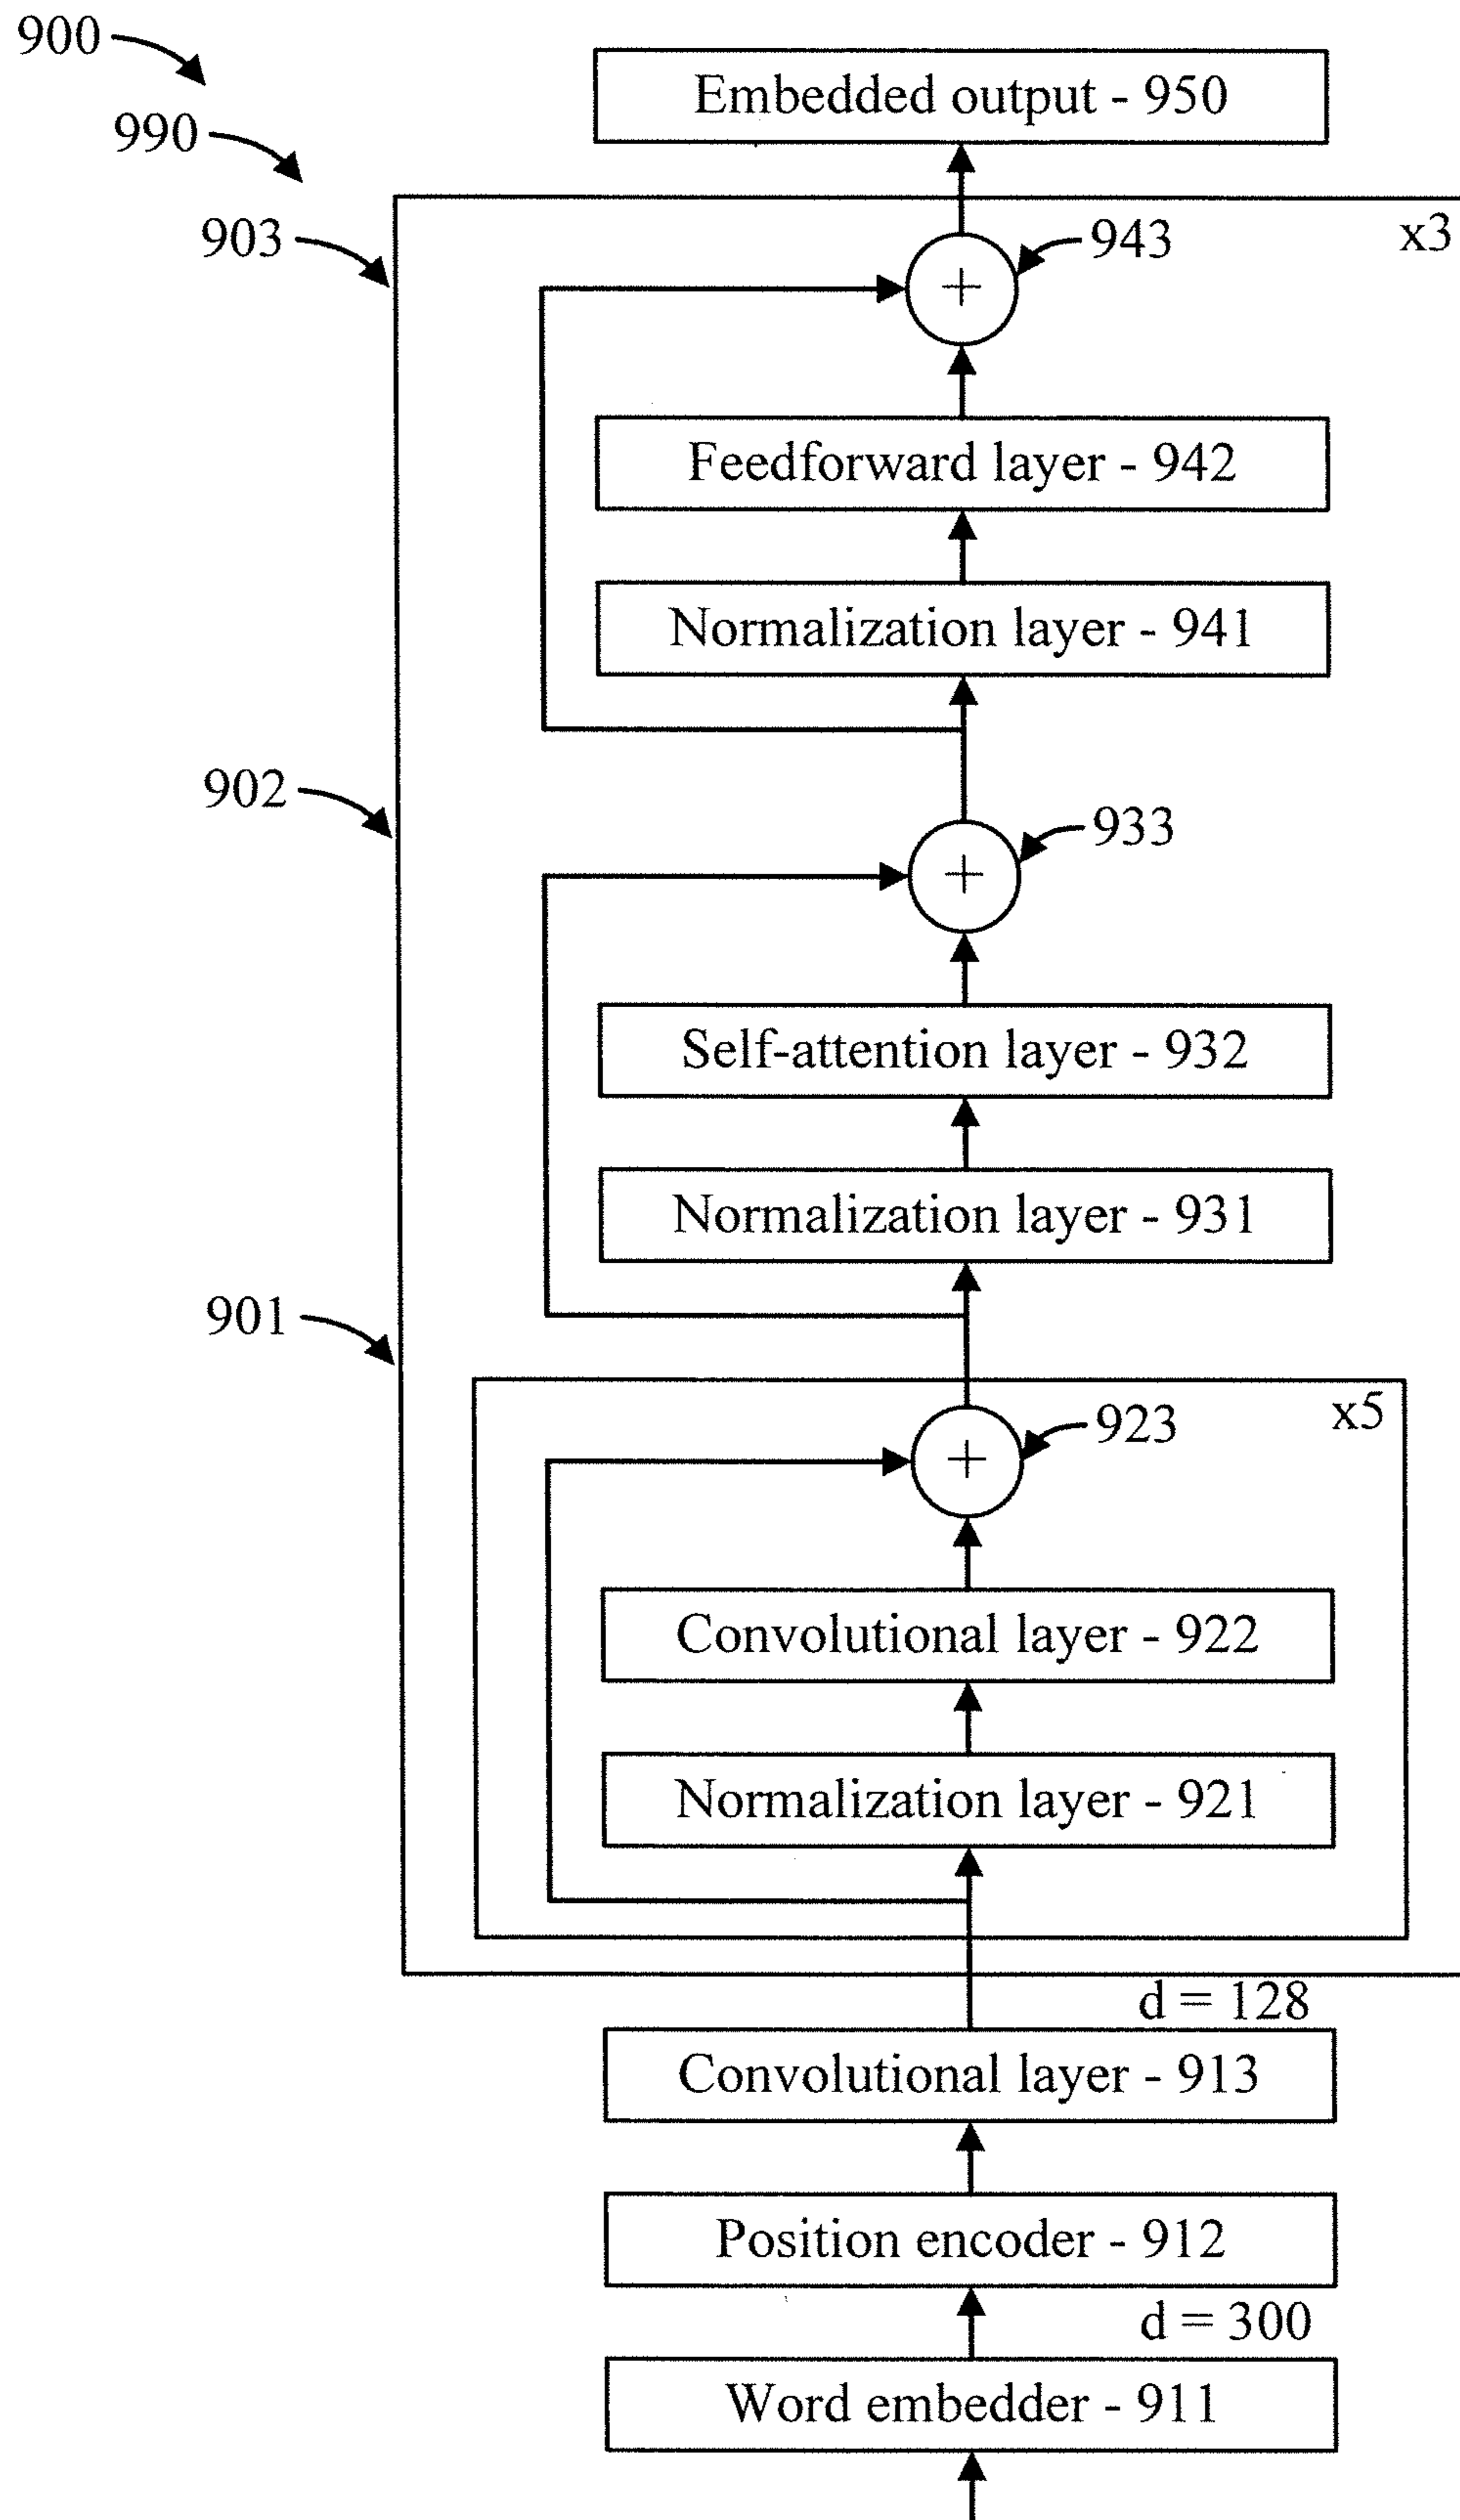 900
Embedded output - 950
990
903
943
x3
Feedforward layer - 942
Normalization layer - 941
902
933
Self-attention layer - 932
Normalization layer - 931
901
x5
923
Convolutional layer - 922
Normalization layer - 921
d = 128
Convolutional layer - 913
Position encoder - 912
d = 300
Word embedder - 911